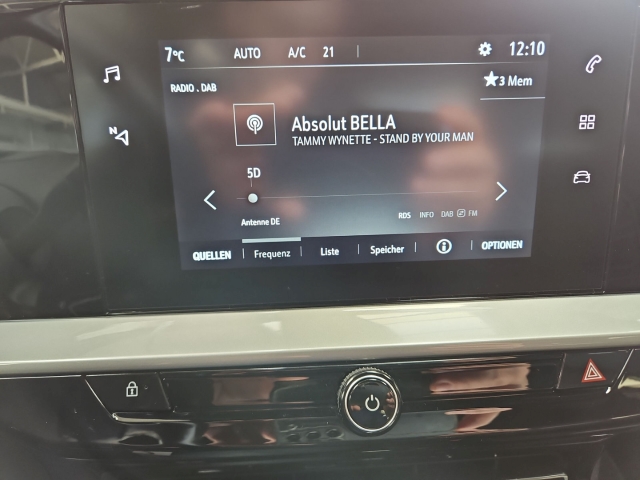 7°C AUTO A/C 21 12:10
RADIO . DAB
★3 Mem
Absolut BELLA
TAMMY WYNETTE - STAND BY YOUR MAN
5D
N
Antenne DE
RDS INFO DAB FM
QUELLEN Frequenz Liste Speicher OPTIONEN